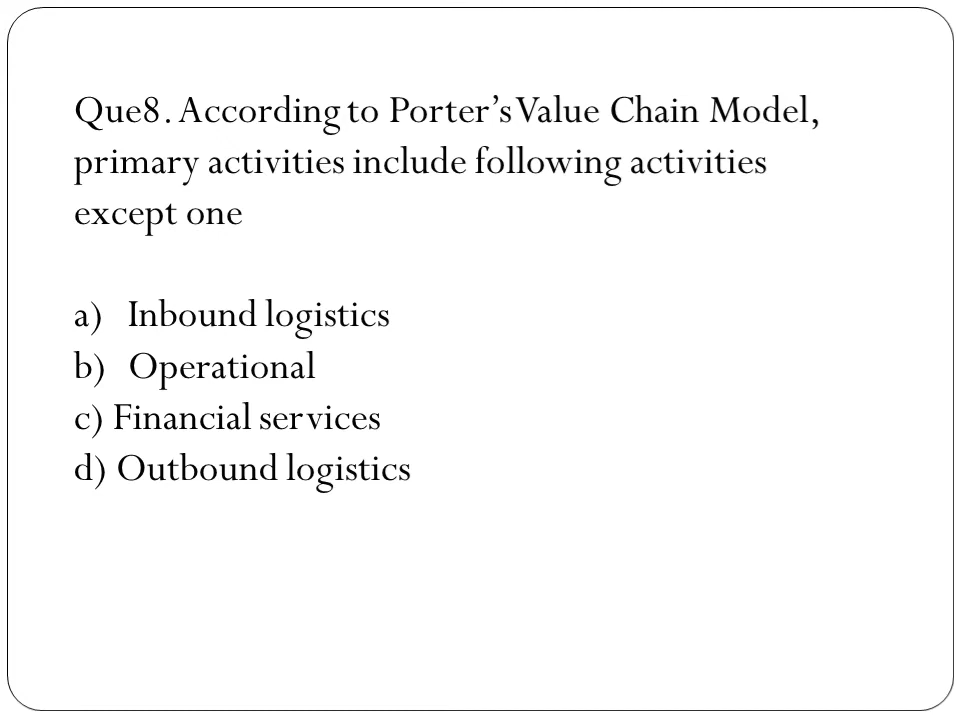 Que8. According to Porter’s Value Chain Model,
primary activities include following activities
except one
a) Inbound logistics
b) Operational
c) Financial services
d) Outbound logistics